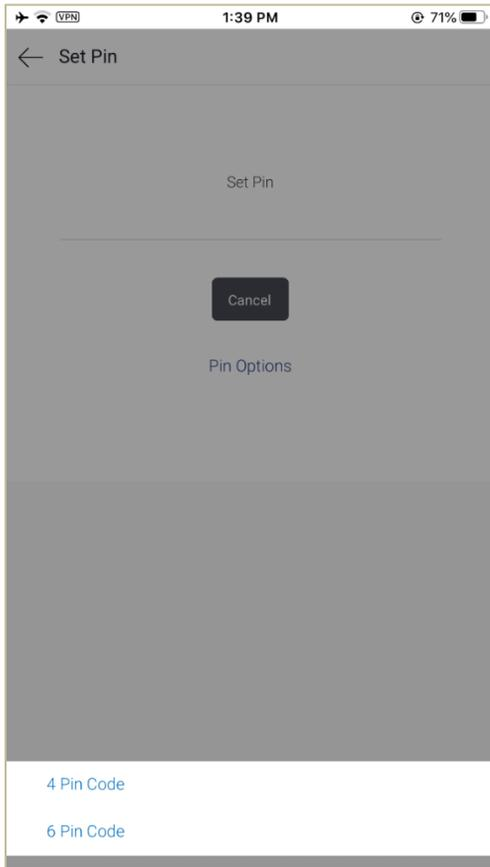 VPN 1:39 PM 71%
Set Pin
Set Pin
Cancel
Pin Options
4 Pin Code
6 Pin Code